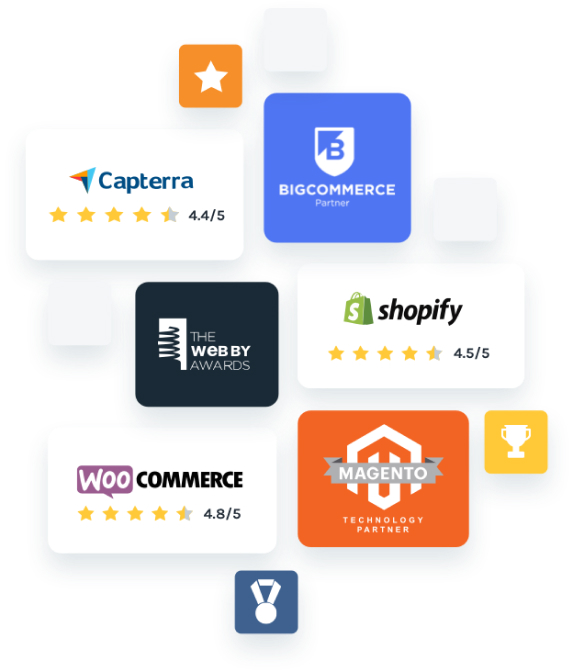 Capterra
4.4/5
B
BIGCOMMERCE
Partner
S shopify
4.5/5
THE
WEBBY
AWARDS
WOO COMMERCE
4.8/5
MAGENTO
TECHNOLOGY
PARTNER